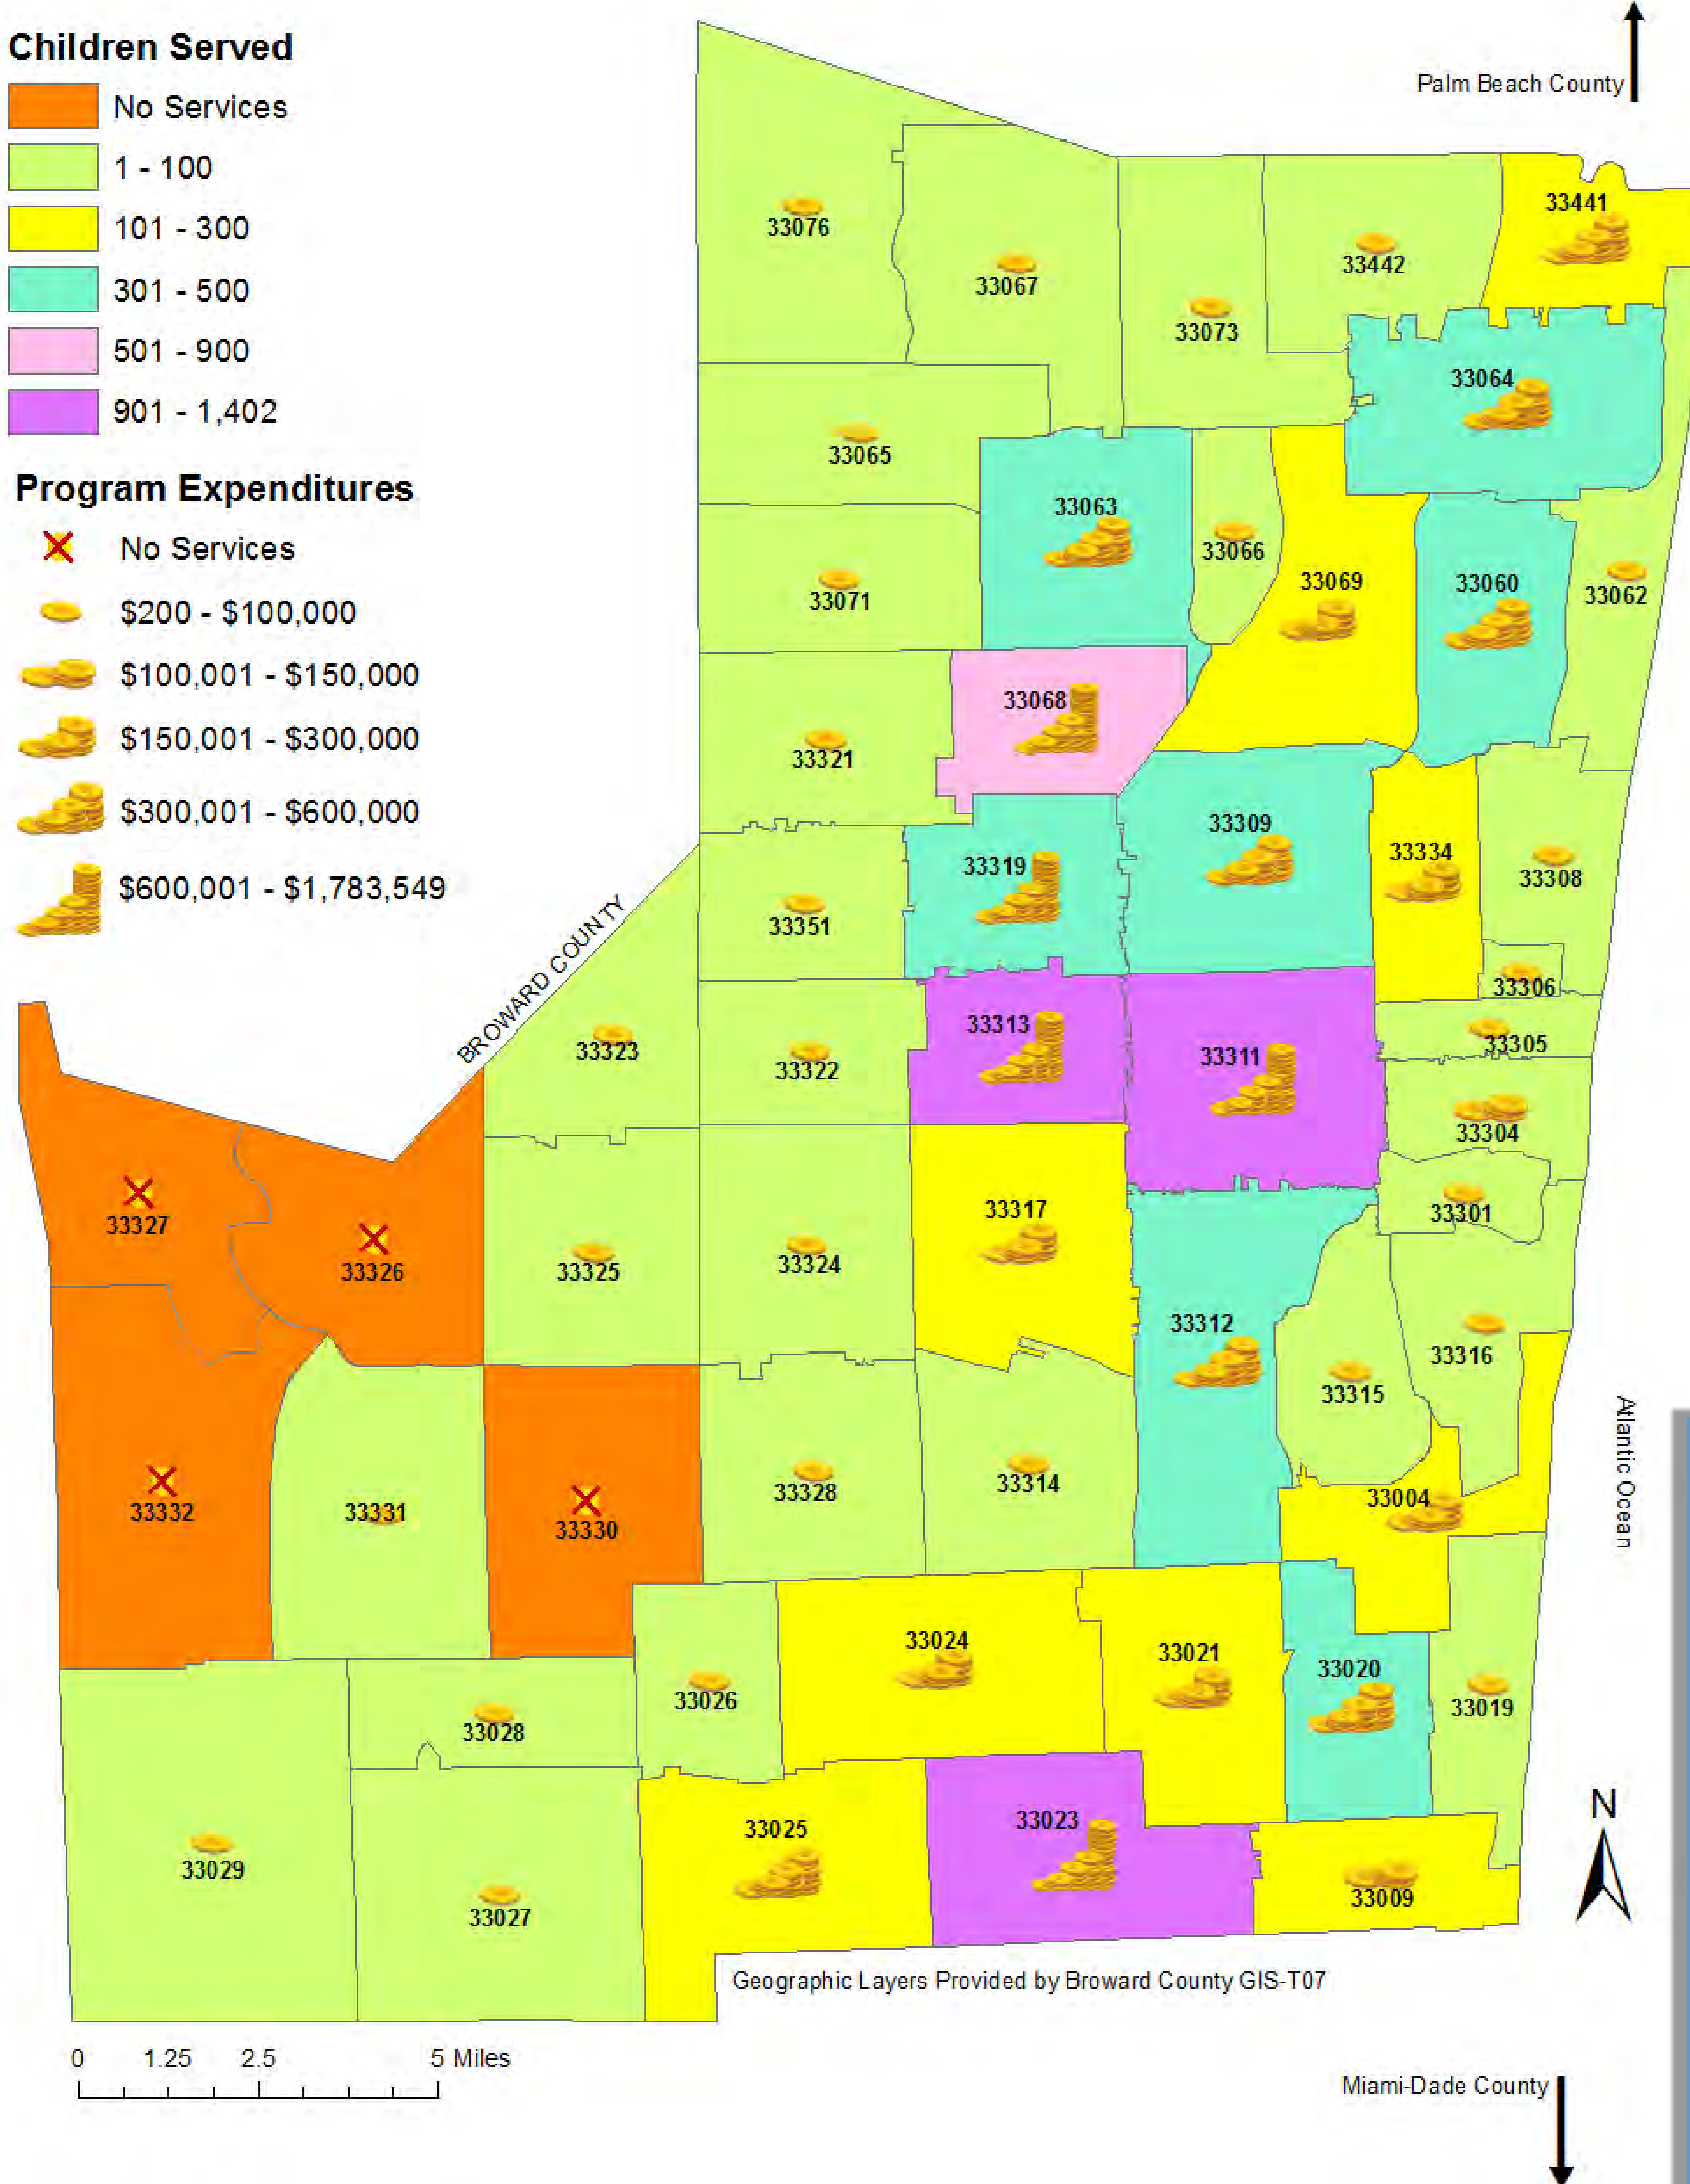 Children Served
No Services
1 - 100
101 - 300
301 - 500
501 - 900
901 - 1,402
Program Expenditures
No Services
$200 - $100,000
$100,001 - $150,000
$150,001 - $300,000
$300,001 - $600,000
$600,001 - $1,783,549
Palm Beach County
33441
33076
33442
33067
33073
33064
33065
33063
33066
33069
33060
33062
33071
33068
33321
33309
33334
33319
33308
33351
BROWARD COUNTY
33306
33313
33305
33323
33311
33322
33304
33317
33301
33327
33326
33325
33324
33312
33316
33315
Atlantic Ocean
33314
33328
33004
33332
33331
33330
33024
33021
33020
33026
33019
33028
N
33023
33025
33029
33009
33027
Geographic Layers Provided by Broward County GIS-T07
0 1.25 2.5 5 Miles
Miami-Dade County